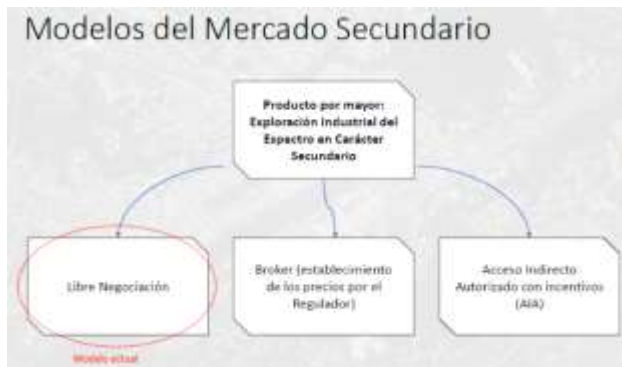 Modelos del Mercado Secundario
Producto por mayor:
Exploración Industrial del
Espectro en Carácter
Secundario
Libre Negociación
Broker (establecimiento
de los precios por el
Regulador)
Acceso Indirecto
Autorizado con incentivos
(AIA)
Modelo actual